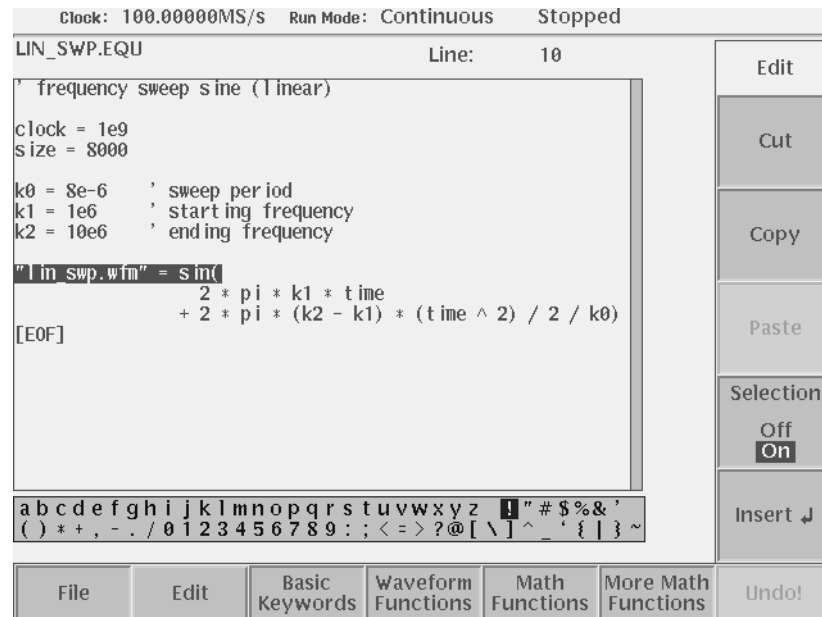 Clock: 100.00000MS/s Run Mode: Continuous Stopped
LIN_SWP.EQU Line: 10
' frequency sweep sine (linear)
clock = 1e9
size = 8000
k0 = 8e-6 ' sweep period
k1 = 1e6 ' starting frequency
k2 = 10e6 ' ending frequency
"lin_swp.wfm" = sin(
2 * pi * k1 * time
+ 2 * pi * (k2 - k1) * (time ^ 2) / 2 / k0)
[EOF]
Edit
Cut
Copy
Paste
Selection
Off
On
Insert ↲
a b c d e f g h i j k l m n o p q r s t u v w x y z ! " # $ % & '
( ) * + , - . / 0 1 2 3 4 5 6 7 8 9 : ; < = > ? @ [ \ ] ^ _ ‘ { | } ~
File
Edit
Basic
Keywords
Waveform
Functions
Math
Functions
More Math
Functions
Undo!